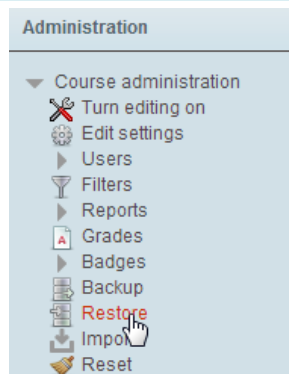 Administration
Course administration
Turn editing on
Edit settings
Users
Filters
Reports
Grades
Badges
Backup
Restore
Reset